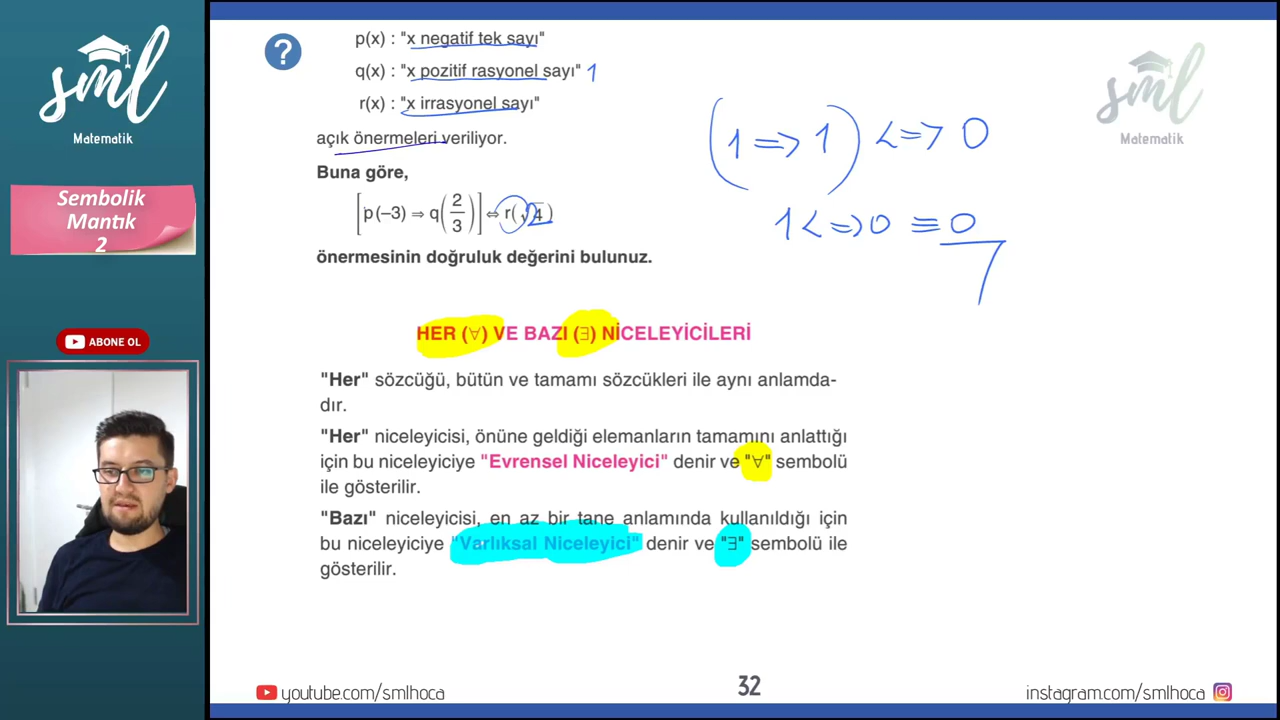 sml
Matematik
Sembolik
Mantık
2
ABONE OL
?
p(x) : "x negatif tek sayı"
q(x) : "x pozitif rasyonel sayı" 1
r(x) : "x irrasyonel sayı"
açık önermeleri veriliyor.
Buna göre,
[p(–3) ⇒ q(2/3)] ⇔ r(√4) 2
önermesinin doğruluk değerini bulunuz.
(1 => 1) <=> 0
1 <=> 0 ≡ 0
sml
Matematik
HER (∀) VE BAZI (∃) NİCELEYİCİLERİ
"Her" sözcüğü, bütün ve tamamı sözcükleri ile aynı anlamda-
dır.
"Her" niceleyicisi, önüne geldiği elemanların tamamını anlattığı
için bu niceleyiciye "Evrensel Niceleyici" denir ve "∀" sembolü
ile gösterilir.
"Bazı" niceleyicisi, en az bir tane anlamında kullanıldığı için
bu niceleyiciye "Varlıksal Niceleyici" denir ve "∃" sembolü ile
gösterilir.
youtube.com/smlhoca
32
instagram.com/smlhoca